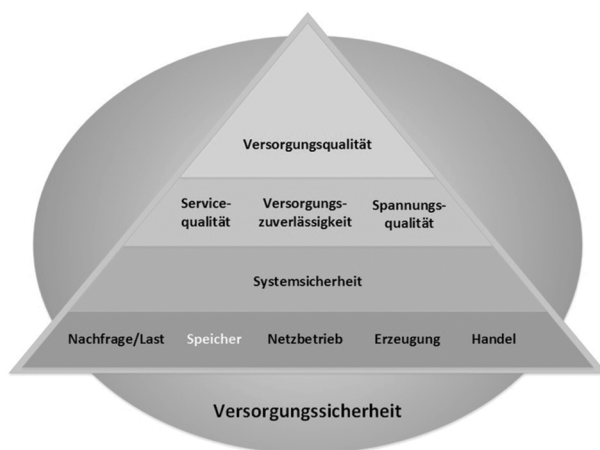 Versorgungsqualität
Service- Versorgungs- Spannungs-
qualität zuverlässigkeit qualität
Systemsicherheit
Nachfrage/Last Speicher Netzbetrieb Erzeugung Handel
Versorgungssicherheit